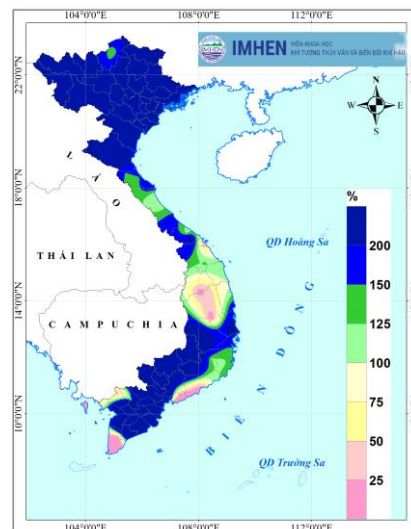 104°0'0"E 108°0'0"E 112°0'0"E
IMHEN
VIỆN KHOA HỌC
KHÍ TƯỢNG THỦY VĂN VÀ BIẾN ĐỔI KHÍ HẬU
22°0'0"N
18°0'0"N
14°0'0"N
10°0'0"N
N
W E
S
LÀO
THÁI LAN
CAMPUCHIA
QĐ Hoàng Sa
BIỂN ĐÔNG
QĐ Trường Sa
%
200
150
125
100
75
50
25
104°0'0"E 108°0'0"E 112°0'0"E